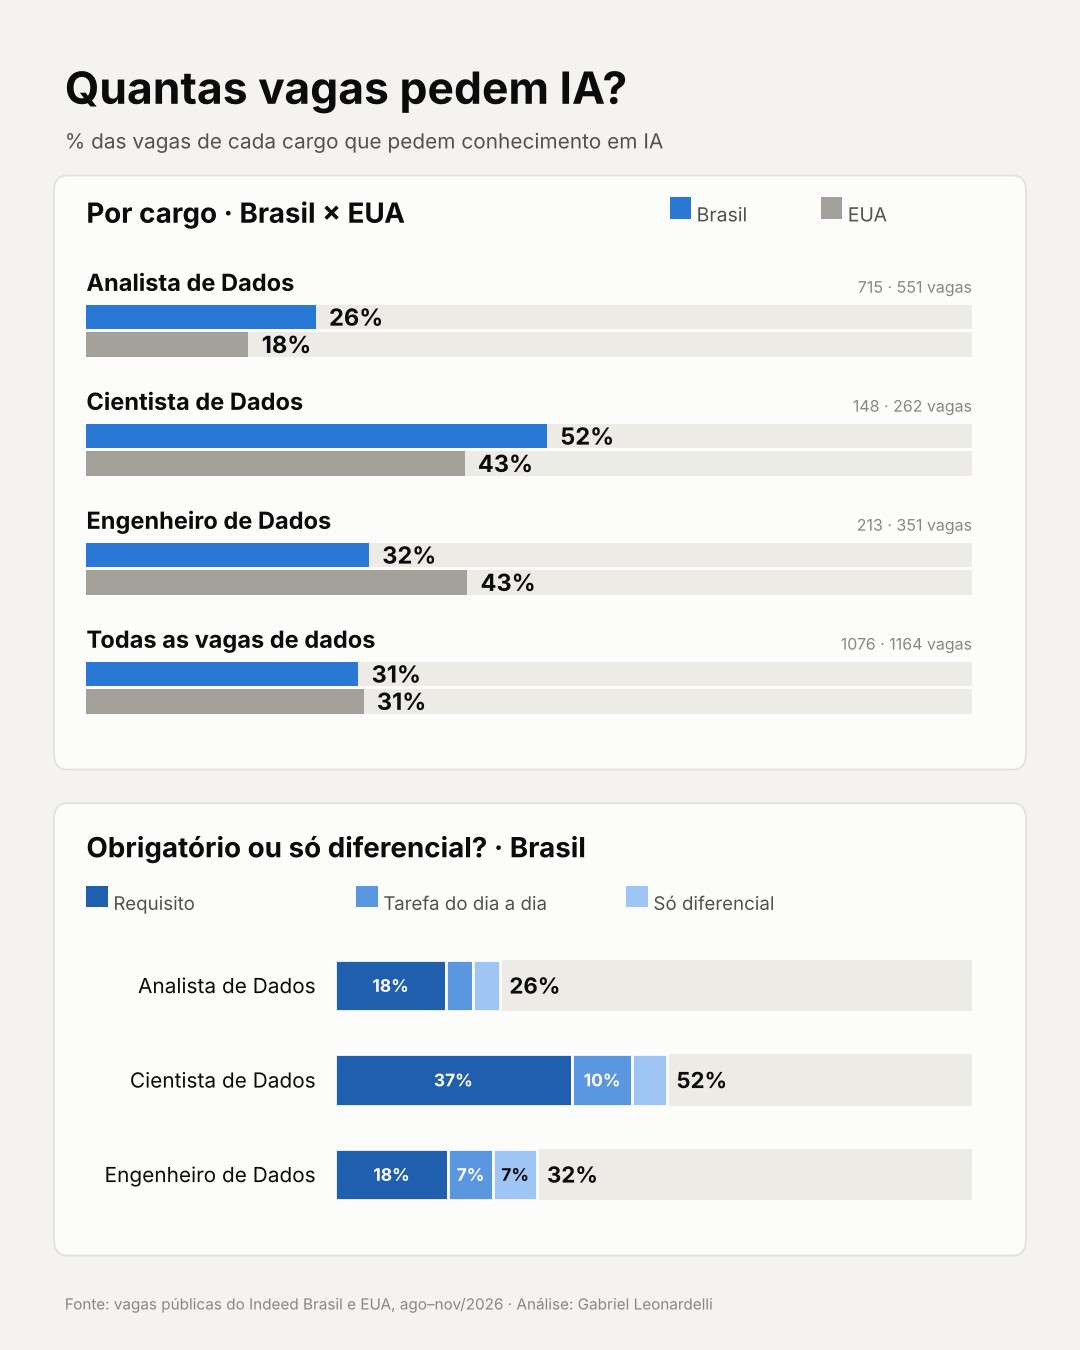 Quantas vagas pedem IA?
% das vagas de cada cargo que pedem conhecimento em IA
Por cargo · Brasil × EUA
Brasil
EUA
Analista de Dados
715 · 551 vagas
26%
18%
Cientista de Dados
148 · 262 vagas
52%
43%
Engenheiro de Dados
213 · 351 vagas
32%
43%
Todas as vagas de dados
1076 · 1164 vagas
31%
31%
Obrigatório ou só diferencial? · Brasil
Requisito
Tarefa do dia a dia
Só diferencial
Analista de Dados
18%
26%
Cientista de Dados
37%
10%
52%
Engenheiro de Dados
18%
7%
7%
32%
Fonte: vagas públicas do Indeed Brasil e EUA, ago–nov/2026 · Análise: Gabriel Leonardelli